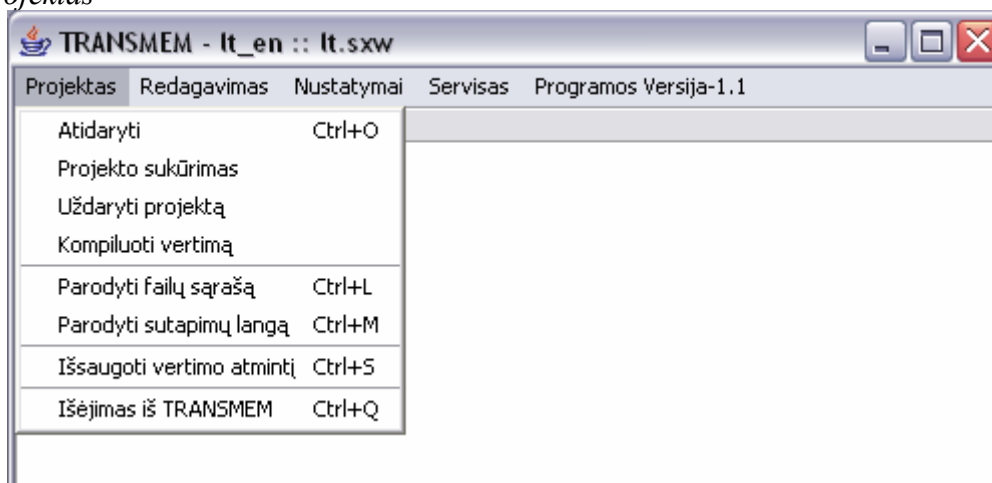 TRANSMEM - lt_en :: lt.sxw
Projektas Redagavimas Nustatymai Servisas Programos Versija-1.1
Atidaryti Ctrl+O
Projekto sukūrimas
Uždaryti projektą
Kompiluoti vertimą
Parodyti failų sąrašą Ctrl+L
Parodyti sutapimų langą Ctrl+M
Išsaugoti vertimo atmintį Ctrl+S
Išėjimas iš TRANSMEM Ctrl+Q